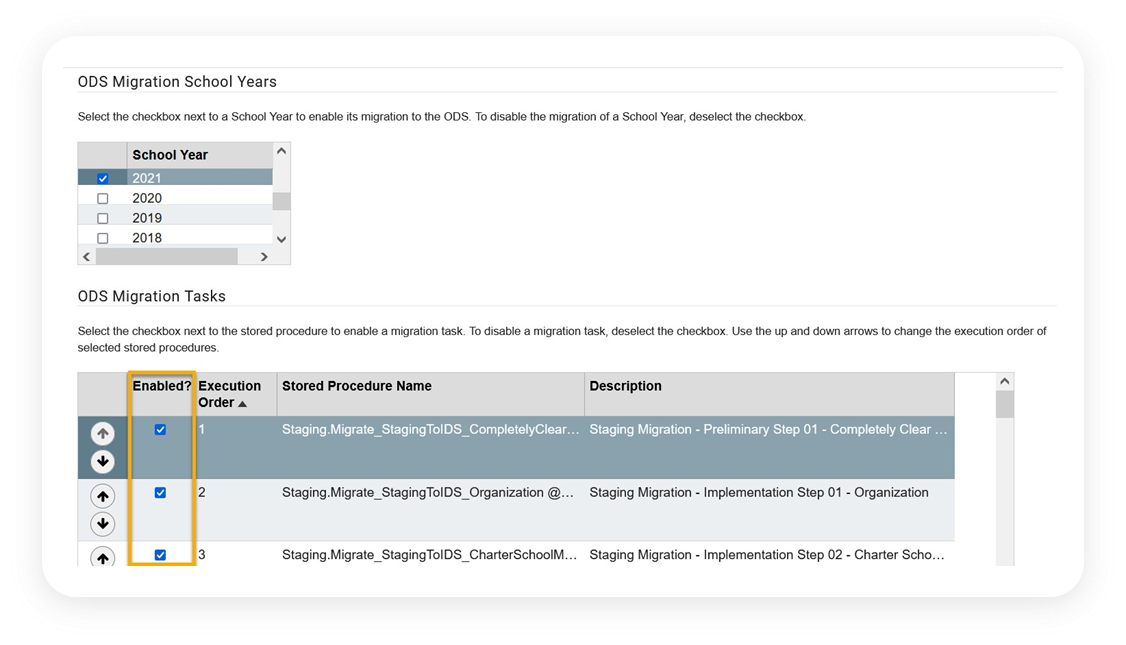 ODS Migration School Years
Select the checkbox next to a School Year to enable its migration to the ODS. To disable the migration of a School Year, deselect the checkbox.
School Year
2021
2020
2019
2018
ODS Migration Tasks
Select the checkbox next to the stored procedure to enable a migration task. To disable a migration task, deselect the checkbox. Use the up and down arrows to change the execution order of
selected stored procedures.
Enabled? Execution Stored Procedure Name Description
Order
1 Staging.Migrate_StagingToIDS_CompletelyClear... Staging Migration - Preliminary Step 01 - Completely Clear ...
2 Staging.Migrate_StagingToIDS_Organization @... Staging Migration - Implementation Step 01 - Organization
3 Staging.Migrate_StagingToIDS_CharterSchoolM... Staging Migration - Implementation Step 02 - Charter Scho...